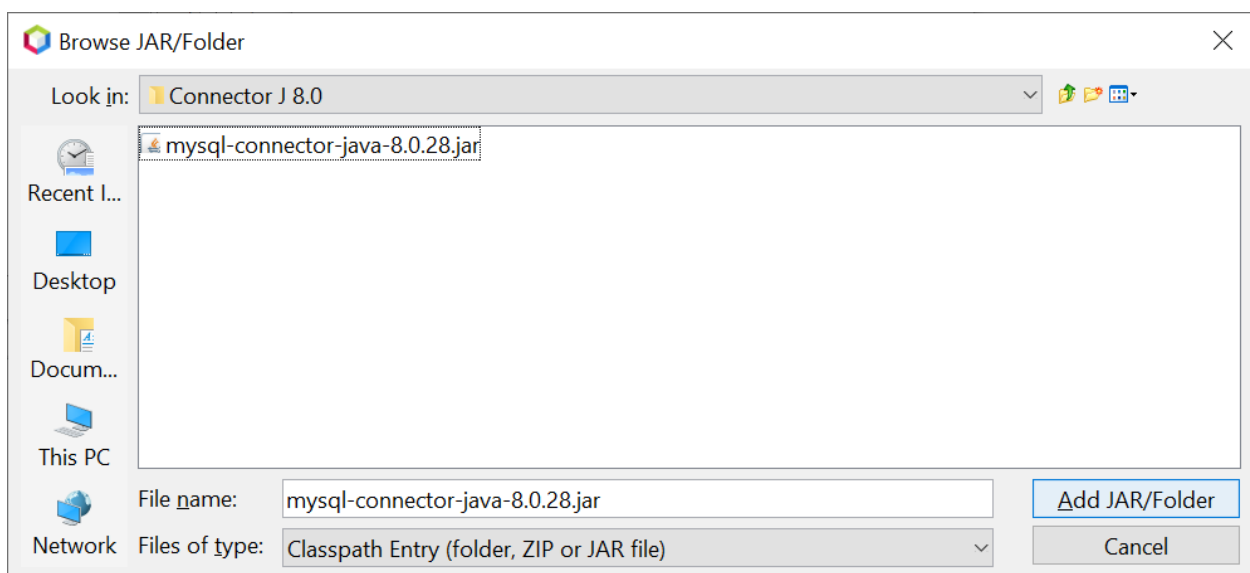 Browse JAR/Folder
Look in: Connector J 8.0
mysql-connector-java-8.0.28.jar
Recent I...
Desktop
Docum...
This PC
Network
File name: mysql-connector-java-8.0.28.jar Add JAR/Folder
Files of type: Classpath Entry (folder, ZIP or JAR file) Cancel